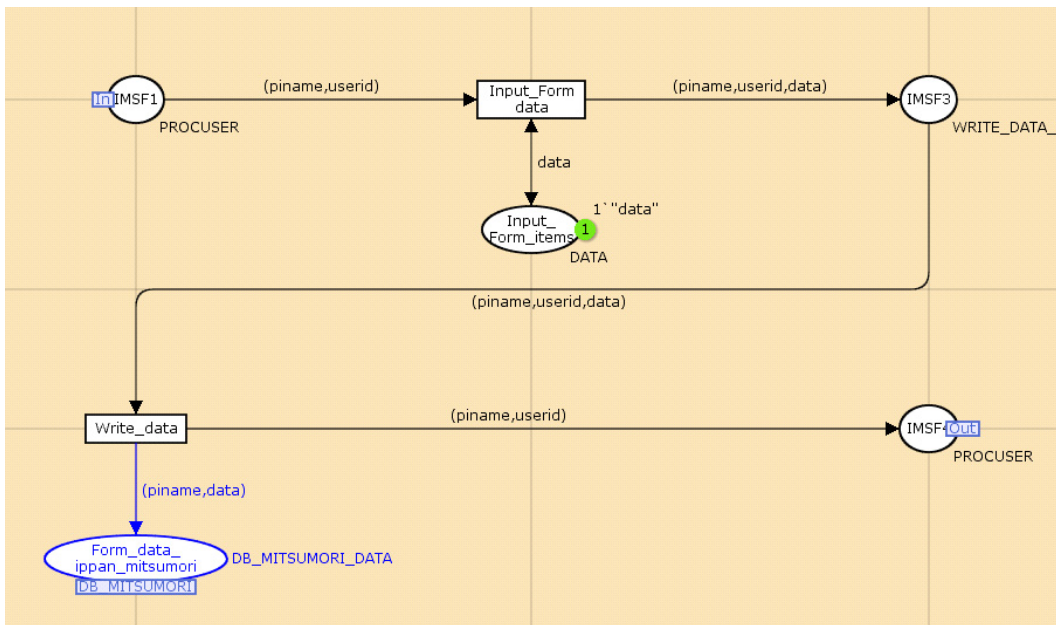 (piname,userid)
(piname,userid,data)
In
IMSF1
Input_Form
data
IMSF3
PROCUSER
WRITE_DATA_
data
1`"data"
Input_
Form_items
1
DATA
(piname,userid,data)
(piname,userid)
Write_data
IMSF4
Out
PROCUSER
(piname,data)
Form_data_
ippan_mitsumori
DB_MITSUMORI_DATA
DB_MITSUMORI